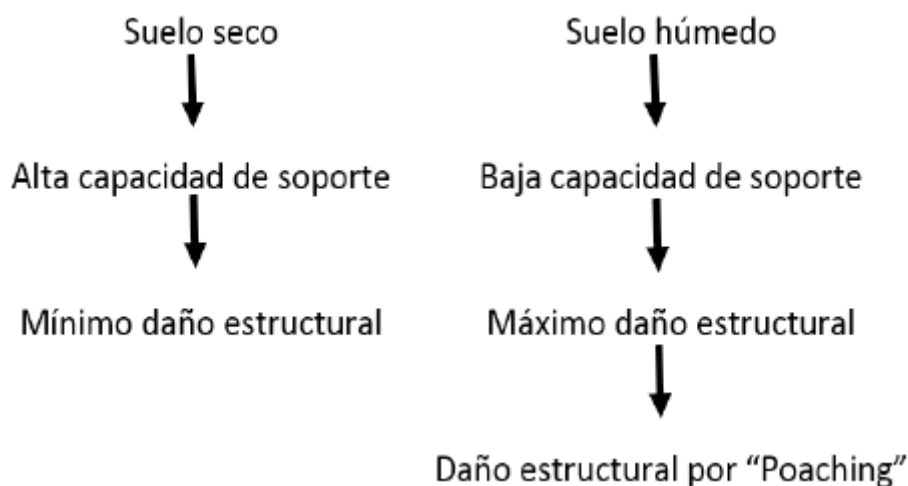 Suelo seco
Suelo húmedo
Alta capacidad de soporte
Baja capacidad de soporte
Mínimo daño estructural
Máximo daño estructural
Daño estructural por “Poaching”